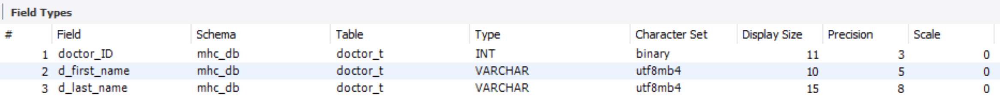 Field Types
# Field Schema Table Type Character Set Display Size Precision Scale
1 doctor_ID mhc_db doctor_t INT binary 11 3 0
2 d_first_name mhc_db doctor_t VARCHAR utf8mb4 10 5 0
3 d_last_name mhc_db doctor_t VARCHAR utf8mb4 15 8 0